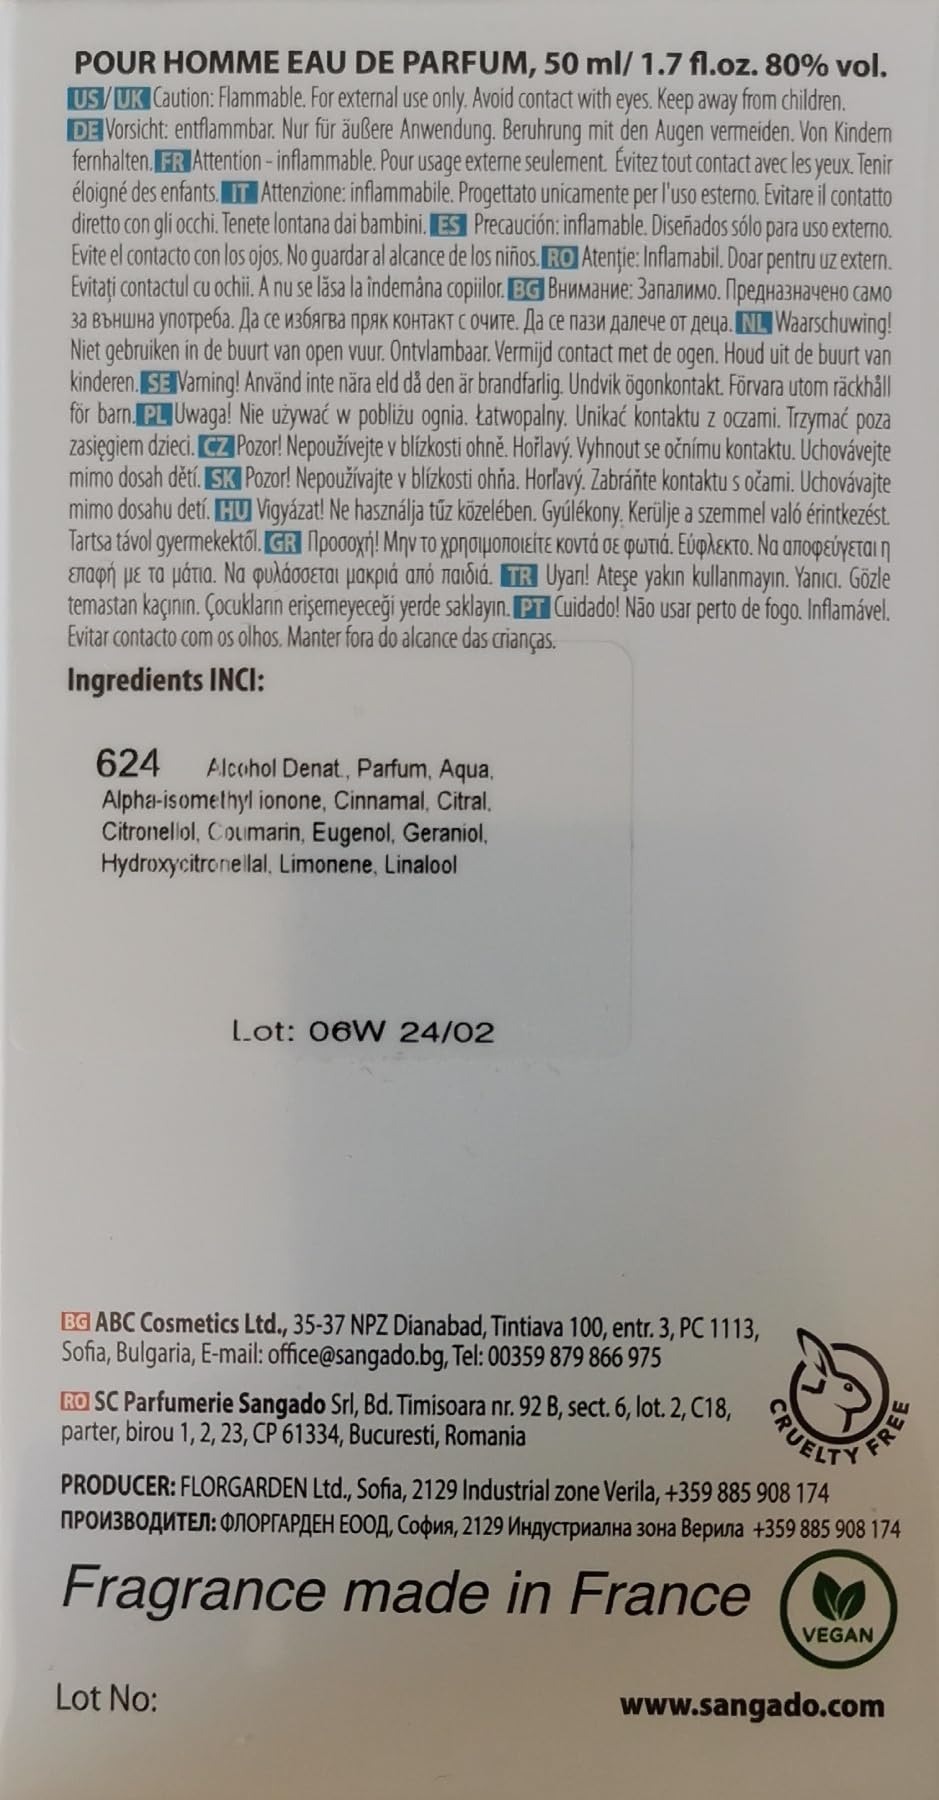 POUR HOMME EAU DE PARFUM, 50 ml/ 1.7 fl.oz. 80% vol.
US/UK Caution: Flammable. For external use only. Avoid contact with eyes. Keep away from children.
DE Vorsicht: entflammbar. Nur für äußere Anwendung. Beruhrung mit den Augen vermeiden. Von Kindern
fernhalten. FR Attention - inflammable. Pour usage externe seulement. Évitez tout contact avec les yeux. Tenir
éloigné des enfants. IT Attenzione: inflammabile. Progettato unicamente per l'uso esterno. Evitare il contatto
diretto con gli occhi. Tenete lontana dai bambini. ES Precaución: inflamable. Diseñados sólo para uso externo.
Evite el contacto con los ojos. No guardar al alcance de los niños. RO Atenție: Inflamabil. Doar pentru uz extern.
Evitați contactul cu ochii. A nu se lăsa la îndemâna copiilor. BG Внимание: Запалимо. Предназначено само
за външна употреба. Да се избягва пряк контакт с очите. Да се пази далече от деца. NL Waarschuwing!
Niet gebruiken in de buurt van open vuur. Ontvlambaar. Vermijd contact met de ogen. Houd uit de buurt van
kinderen. SE Varning! Använd inte nära eld då den är brandfarlig. Undvik ögonkontakt. Förvara utom räckhåll
för barn. PL Uwaga! Nie używać w pobliżu ognia. Łatwopalny. Unikać kontaktu z oczami. Trzymać poza
zasięgiem dzieci. CZ Pozor! Nepoužívejte v blízkosti ohně. Hořlavý. Vyhnout se očnímu kontaktu. Uchovávejte
mimo dosah dětí. SK Pozor! Nepoužívajte v blízkosti ohňa. Horľavý. Zabráňte kontaktu s očami. Uchovávajte
mimo dosahu detí. HU Vigyázat! Ne használja tűz közelében. Gyúlékony. Kerülje a szemmel való érintkezést.
Tartsa távol gyermekektől. GR Προσοχή! Μην το χρησιμοποιείτε κοντά σε φωτιά. Εύφλεκτο. Να αποφεύγεται η
επαφή με τα μάτια. Να φυλάσσεται μακριά από παιδιά. TR Uyarı! Ateşe yakın kullanmayın. Yanıcı. Gözle
temastan kaçının. Çocukların erişemeyeceği yerde saklayın. PT Cuidado! Não usar perto de fogo. Inflamável.
Evitar contacto com os olhos. Manter fora do alcance das crianças.
Ingredients INCI:
624 Alcohol Denat., Parfum, Aqua,
Alpha-isomethyl ionone, Cinnamal, Citral,
Citronellol, Coumarin, Eugenol, Geraniol,
Hydroxycitronellal, Limonene, Linalool
Lot: 06W 24/02
BG ABC Cosmetics Ltd., 35-37 NPZ Dianabad, Tintiava 100, entr. 3, PC 1113,
Sofia, Bulgaria, E-mail: office@sangado.bg, Tel: 00359 879 866 975
RO SC Parfumerie Sangado Srl, Bd. Timisoara nr. 92 B, sect. 6, lot. 2, C18,
parter, birou 1, 2, 23, CP 61334, Bucuresti, Romania
CRUELTY FREE
PRODUCER: FLORGARDEN Ltd., Sofia, 2129 Industrial zone Verila, +359 885 908 174
ПРОИЗВОДИТЕЛ: ФЛОРГАРДЕН ЕООД, София, 2129 Индустриална зона Верила +359 885 908 174
Fragrance made in France
VEGAN
Lot No:
www.sangado.com